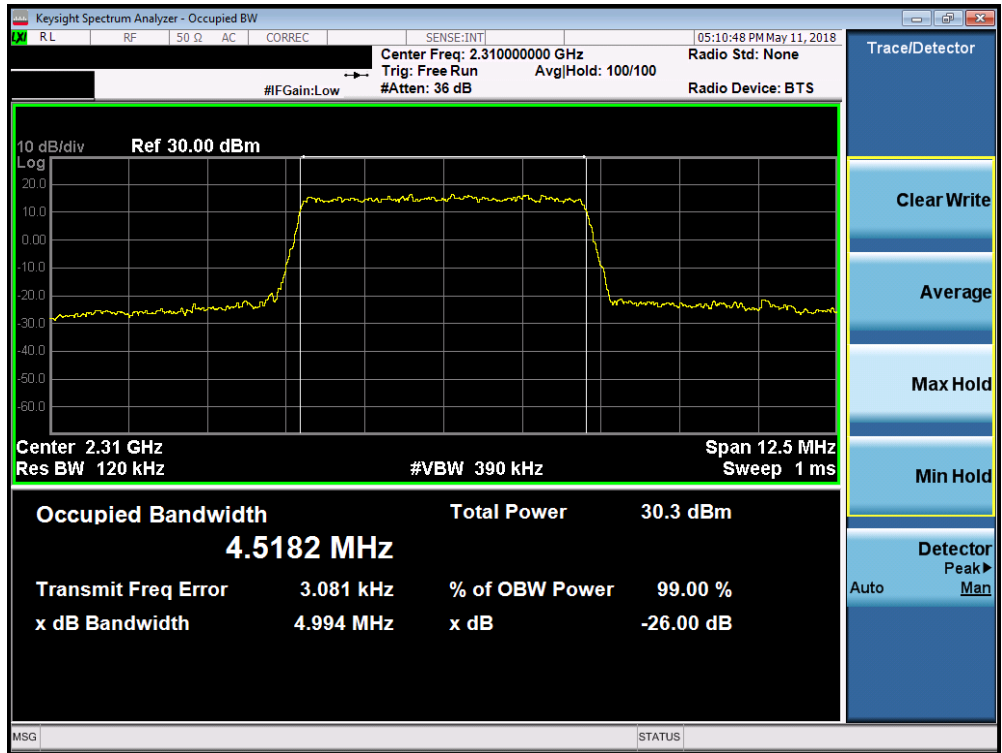 Keysight Spectrum Analyzer - Occupied BW
LXI RL RF 50 Ω AC CORREC SENSE:INT 05:10:48 PM May 11, 2018
Center Freq: 2.310000000 GHz Radio Std: None
Trig: Free Run Avg|Hold: 100/100
#IFGain:Low #Atten: 36 dB Radio Device: BTS
Trace/Detector
10 dB/div Ref 30.00 dBm
Log
20.0
10.0
0.00
-10.0
-20.0
-30.0
-40.0
-50.0
-60.0
Center 2.31 GHz Span 12.5 MHz
Res BW 120 kHz #VBW 390 kHz Sweep 1 ms
Occupied Bandwidth Total Power 30.3 dBm
4.5182 MHz
Transmit Freq Error 3.081 kHz % of OBW Power 99.00 %
x dB Bandwidth 4.994 MHz x dB -26.00 dB
Clear Write
Average
Max Hold
Min Hold
Detector
Peak▶
Auto Man
MSG STATUS